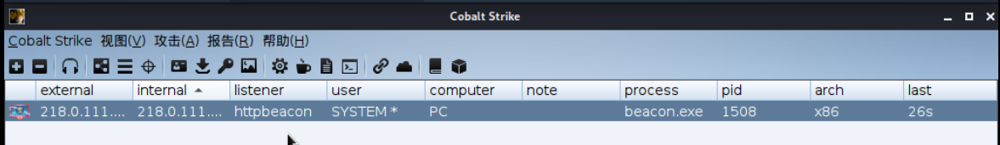 Cobalt Strike
Cobalt Strike 视图(V) 攻击(A) 报告(R) 帮助(H)
external internal listener user computer note process pid arch last
218.0.111.... 218.0.111.... httpbeacon SYSTEM * PC beacon.exe 1508 x86 26s